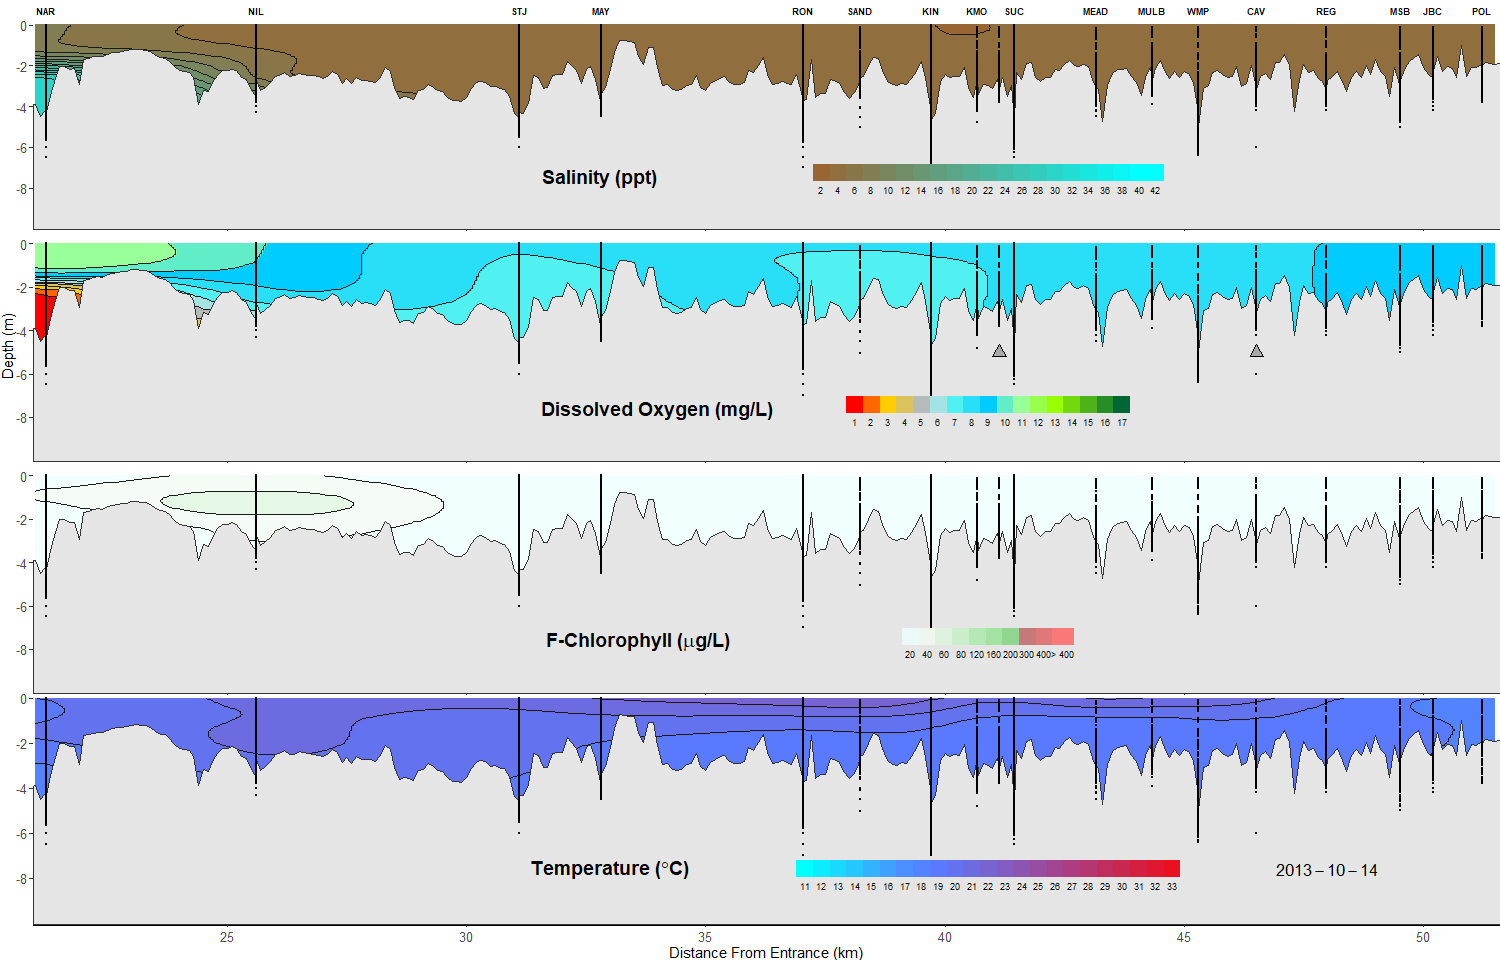 NAR NIL STJ MAY RON SAND KIN KMO SUC MEAD MULB WMP CAV REG MSB JBC POL
0
-2
-4
-6
-8
Salinity (ppt)
2 4 6 8 10 12 14 16 18 20 22 24 26 28 30 32 34 36 38 40 42
0
-2
-4
-6
-8
Depth (m)
Dissolved Oxygen (mg/L)
1 2 3 4 5 6 7 8 9 10 11 12 13 14 15 16 17
0
-2
-4
-6
-8
F-Chlorophyll (μg/L)
20 40 60 80 120 160 200 300 400> 400
0
-2
-4
-6
-8
Temperature (°C)
11 12 13 14 15 16 17 18 19 20 21 22 23 24 25 26 27 28 29 30 31 32 33
2013 – 10 – 14
25 30 35 40 45 50
Distance From Entrance (km)